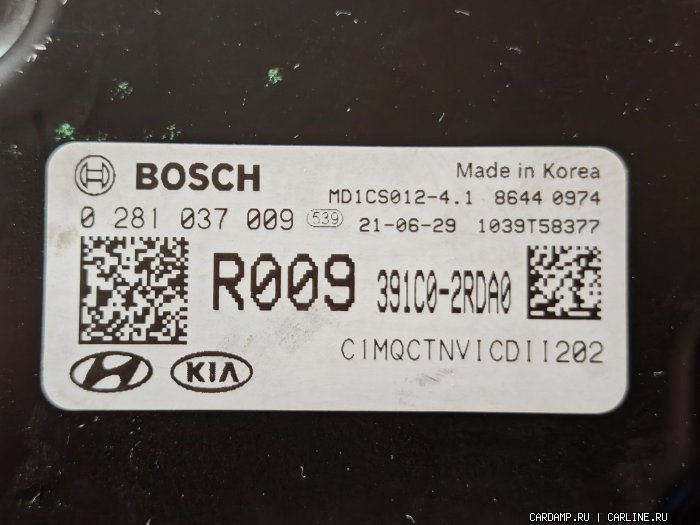 BOSCH
Made in Korea
MD1CS012-4.1 8644 0974
0 281 037 009 539 21-06-29 1039T58377
R009 391C0-2RDA0
C1MQCTNVICDII202
KIA
CARDAMP.RU | CARLINE.RU